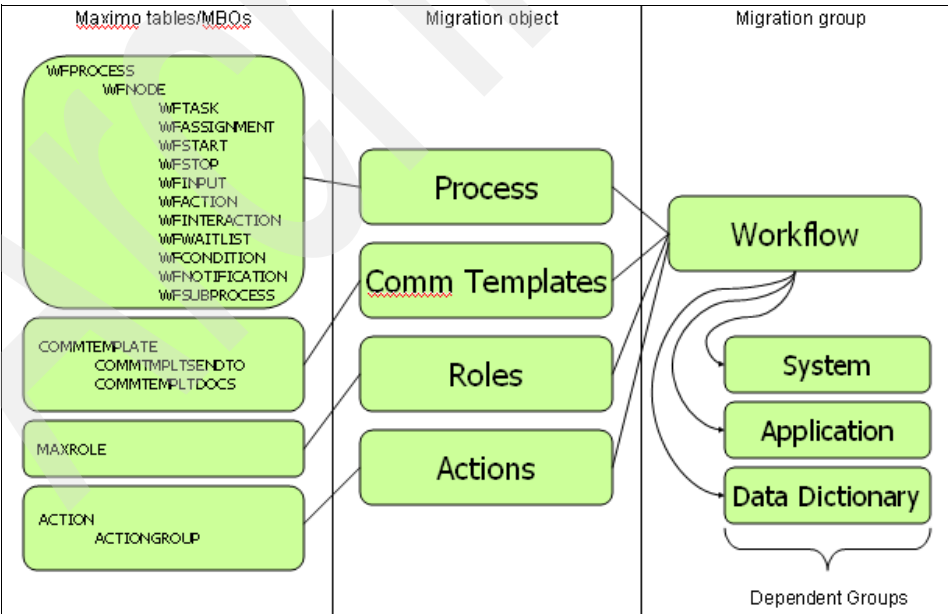 Maximo tables/MBOs
Migration object
Migration group
WFPROCESS
WFNODE
WFTASK
WFASSIGNMENT
WFSTART
WFSTOP
WFINPUT
WFACTION
WFINTERACTION
WFWAITLIST
WFCONDITION
WFNOTIFICATION
WFSUBPROCESS
COMMTEMPLATE
COMMTMPLTSENDTO
COMMTEMPLTDOCS
MAXROLE
ACTION
ACTIONGROUP
Process
Comm Templates
Roles
Actions
Workflow
System
Application
Data Dictionary
Dependent Groups